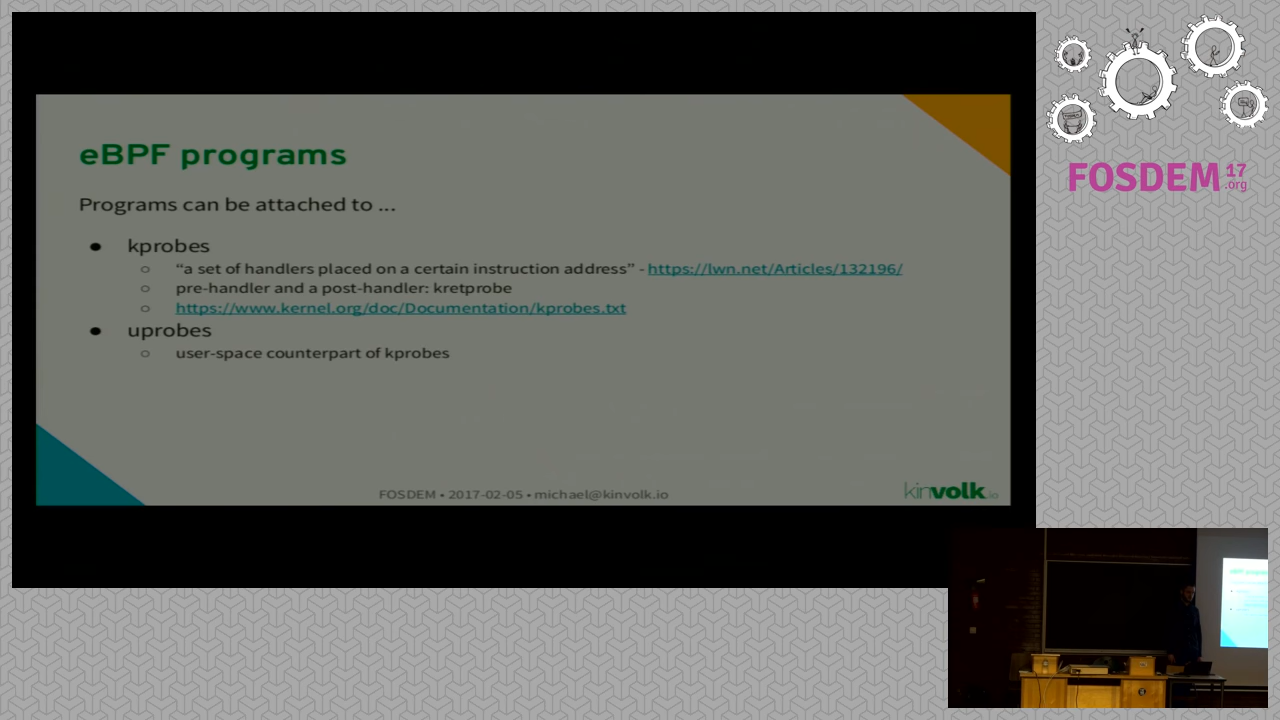 eBPF programs
Programs can be attached to ...
● kprobes
○ “a set of handlers placed on a certain instruction address” - https://lwn.net/Articles/132196/
○ pre-handler and a post-handler: kretprobe
○ https://www.kernel.org/doc/Documentation/kprobes.txt
● uprobes
○ user-space counterpart of kprobes
FOSDEM • 2017-02-05 • michael@kinvolk.io
kinvolk.io
FOSDEM 17 .org